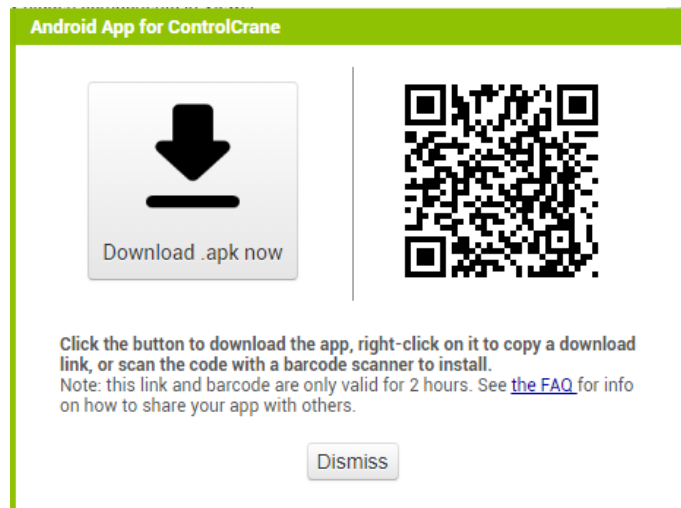 Android App for ControlCrane
Download .apk now
Click the button to download the app, right-click on it to copy a download
link, or scan the code with a barcode scanner to install.
Note: this link and barcode are only valid for 2 hours. See the FAQ for info
on how to share your app with others.
Dismiss